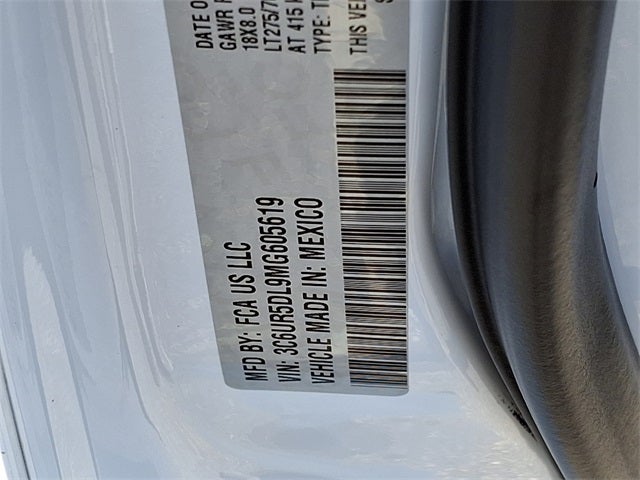 MFD BY: FCA US LLC
VIN: 3C6UR5DL9MG605619
VEHICLE MADE IN: MEXICO
DATE O
GAWR
18X8.0
LT275/7
AT 415
TYPE:
THIS VE